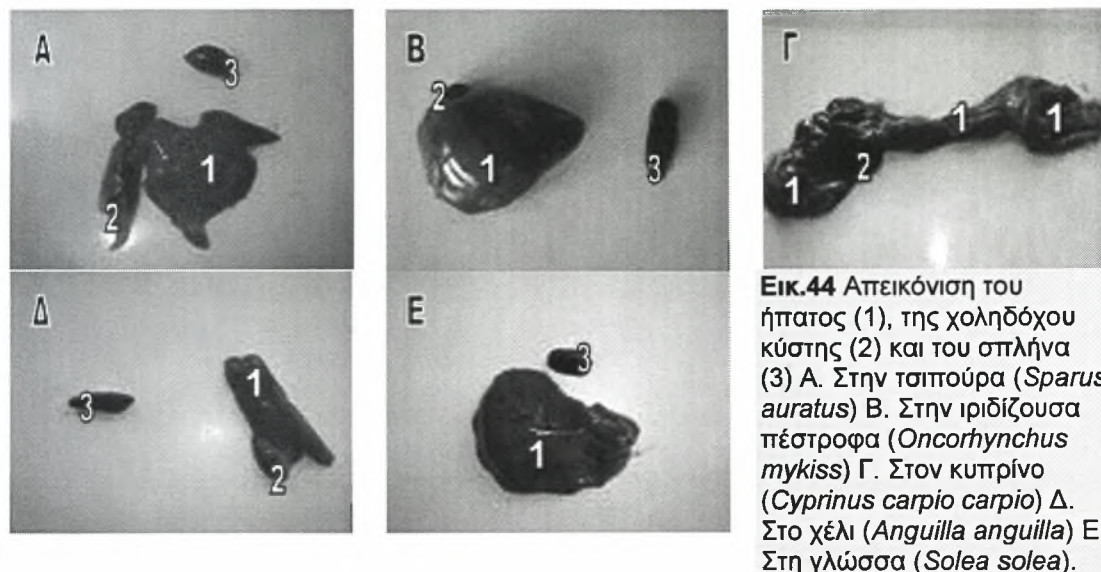 Α
3
1
2
Β
2
1
3
Γ
1
1
1
2
Δ
3
1
2
Ε
3
1
Εικ.44 Απεικόνιση του
ήπατος (1), της χοληδόχου
κύστης (2) και του σπλήνα
(3) Α. Στην τσιπούρα (Sparus
auratus) Β. Στην ιριδίζουσα
πέστροφα (Oncorhynchus
mykiss) Γ. Στον κυπρίνο
(Cyprinus carpio carpio) Δ.
Στο χέλι (Anguilla anguilla) Ε
Στη γλώσσα (Solea solea).